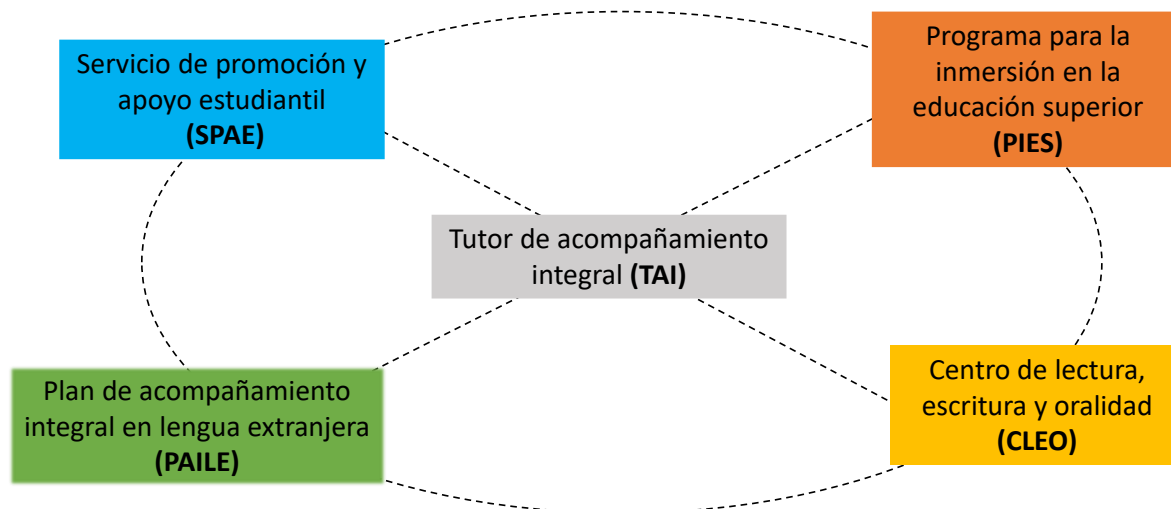 Servicio de promoción y
apoyo estudiantil
(SPAE)
Programa para la
inmersión en la
educación superior
(PIES)
Tutor de acompañamiento
integral (TAI)
Plan de acompañamiento
integral en lengua extranjera
(PAILE)
Centro de lectura,
escritura y oralidad
(CLEO)